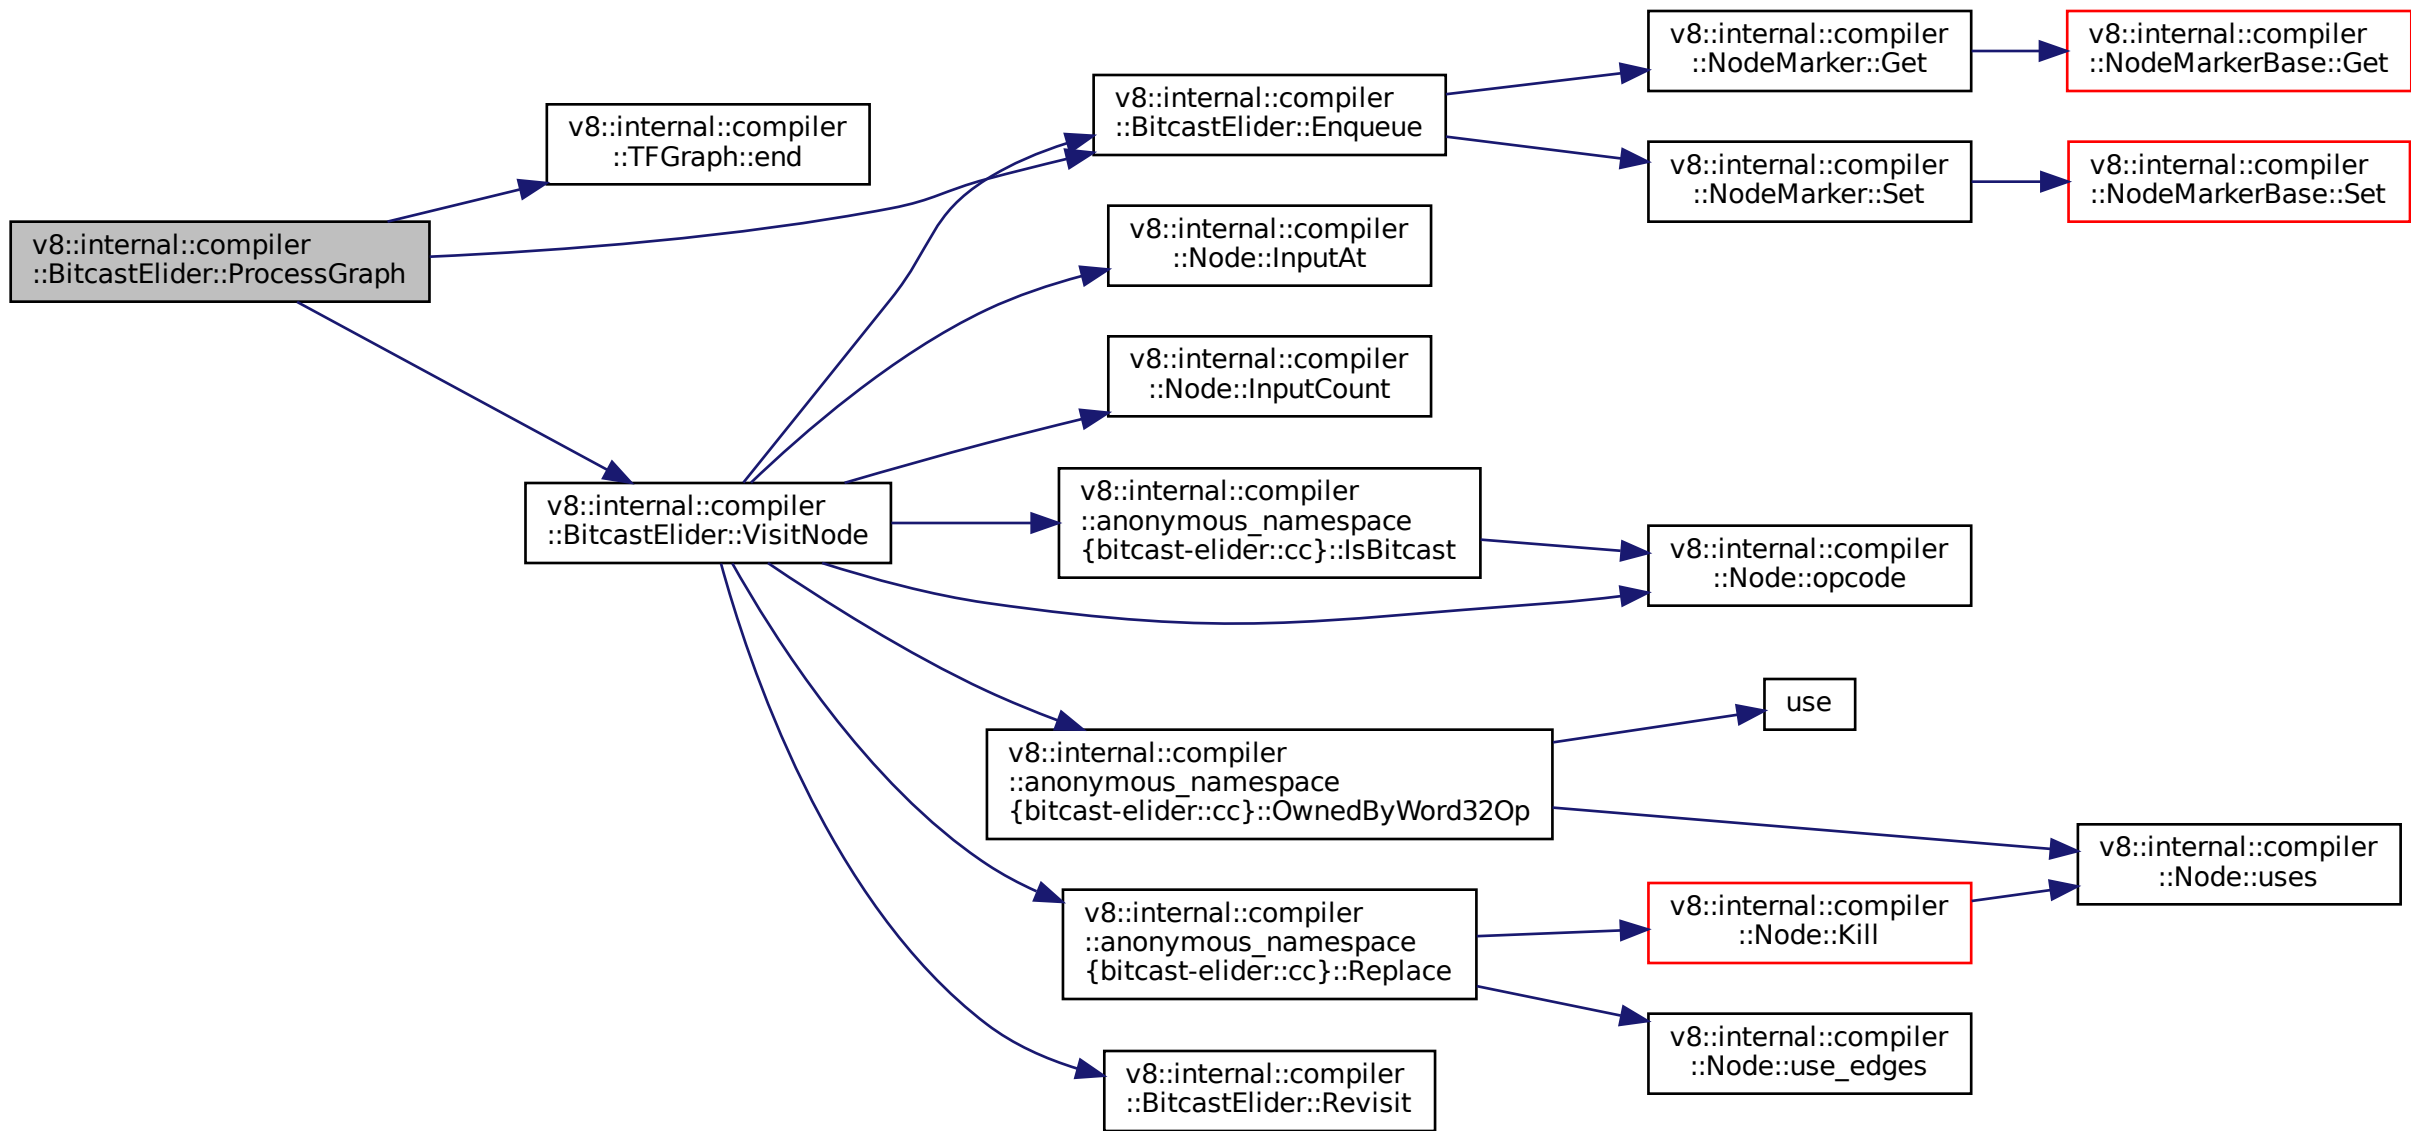 v8::internal::compiler
::BitcastElider::ProcessGraph
v8::internal::compiler
::TFGraph::end
v8::internal::compiler
::BitcastElider::Enqueue
v8::internal::compiler
::NodeMarker::Get
v8::internal::compiler
::NodeMarkerBase::Get
v8::internal::compiler
::NodeMarker::Set
v8::internal::compiler
::NodeMarkerBase::Set
v8::internal::compiler
::BitcastElider::VisitNode
v8::internal::compiler
::Node::InputAt
v8::internal::compiler
::Node::InputCount
v8::internal::compiler
::anonymous_namespace
{bitcast-elider::cc}::IsBitcast
v8::internal::compiler
::Node::opcode
v8::internal::compiler
::anonymous_namespace
{bitcast-elider::cc}::OwnedByWord32Op
use
v8::internal::compiler
::Node::uses
v8::internal::compiler
::anonymous_namespace
{bitcast-elider::cc}::Replace
v8::internal::compiler
::Node::Kill
v8::internal::compiler
::Node::use_edges
v8::internal::compiler
::BitcastElider::Revisit